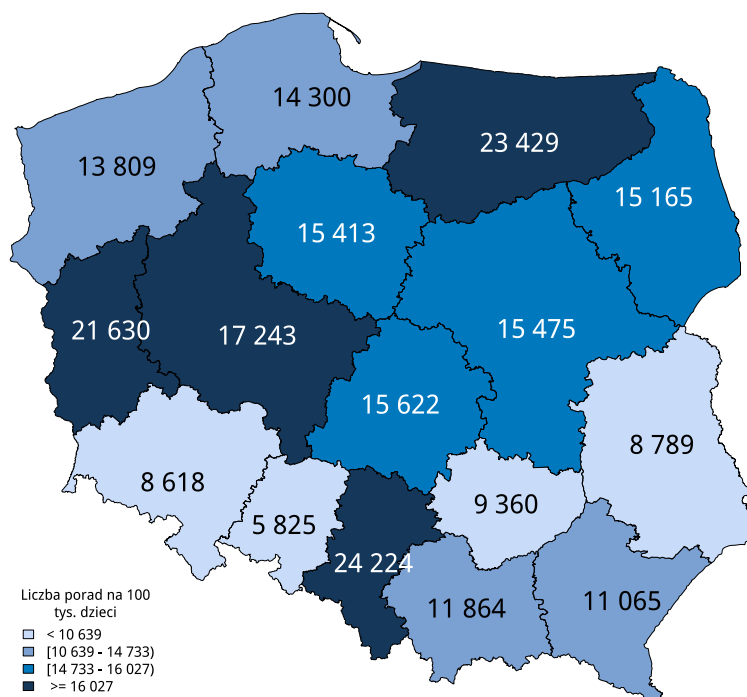 14 300
23 429
13 809
15 165
15 413
21 630
17 243
15 475
15 622
8 789
8 618
9 360
5 825
24 224
11 864
11 065
Liczba porad na 100
tys. dzieci
< 10 639
[10 639 - 14 733)
[14 733 - 16 027)
>= 16 027